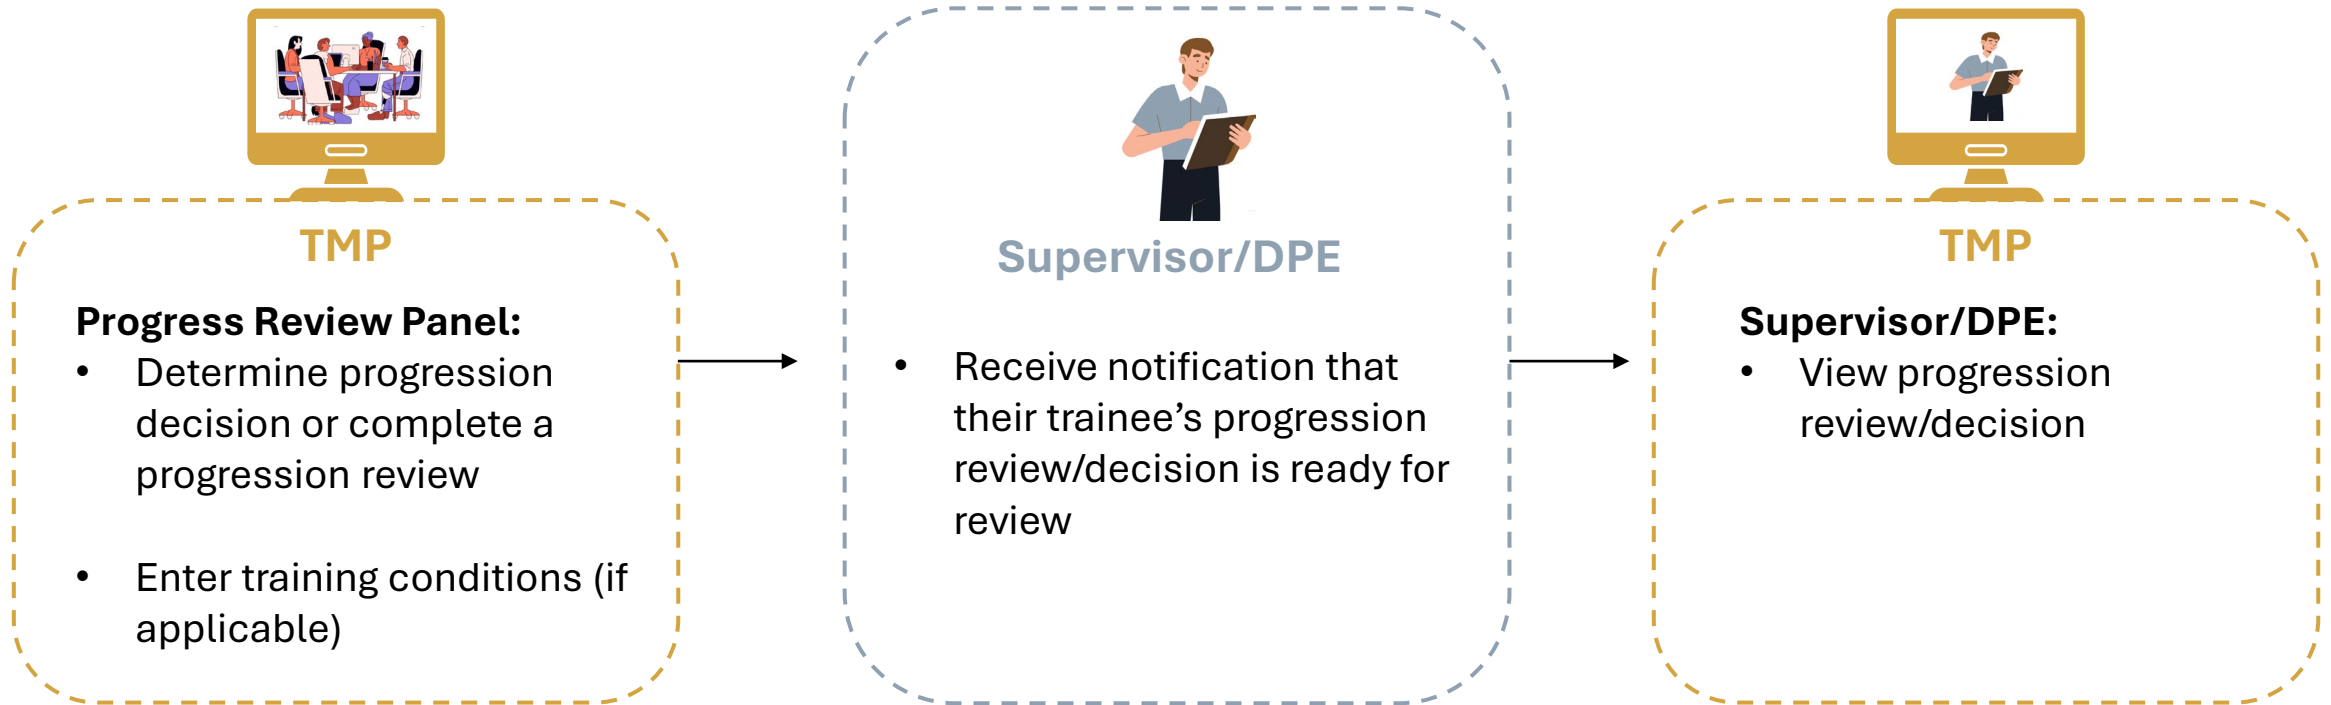 TMP
Progress Review Panel:
• Determine progression
decision or complete a
progression review
• Enter training conditions (if
applicable)
Supervisor/DPE
• Receive notification that
their trainee’s progression
review/decision is ready for
review
TMP
Supervisor/DPE:
• View progression
review/decision